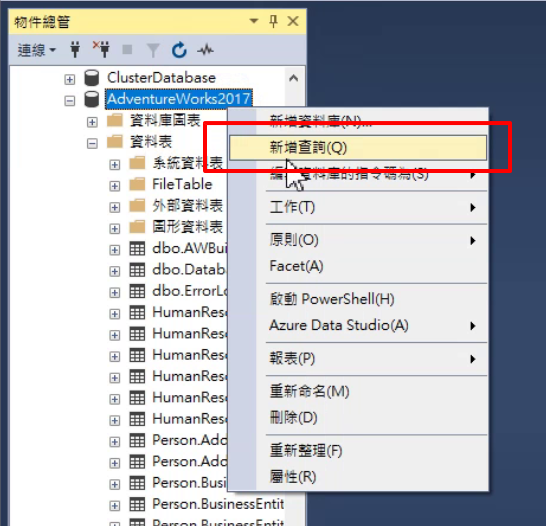 物件總管
連線
ClusterDatabase
AdventureWorks2017
資料庫圖表
資料表
系統資料表
FileTable
外部資料表
圖形資料表
dbo.AWBui
dbo.Datab
dbo.ErrorLo
HumanReso
HumanReso
HumanReso
HumanReso
HumanReso
HumanReso
Person.Add
Person.Add
Person.Busi
Person.BusinessEntit
Person.BusinessEntit
新增資料庫(N)...
新增查詢(Q)
資料庫的指令碼為(S)
工作(T)
原則(O)
Facet(A)
啟動 PowerShell(H)
Azure Data Studio(A)
報表(P)
重新命名(M)
刪除(D)
重新整理(F)
屬性(R)